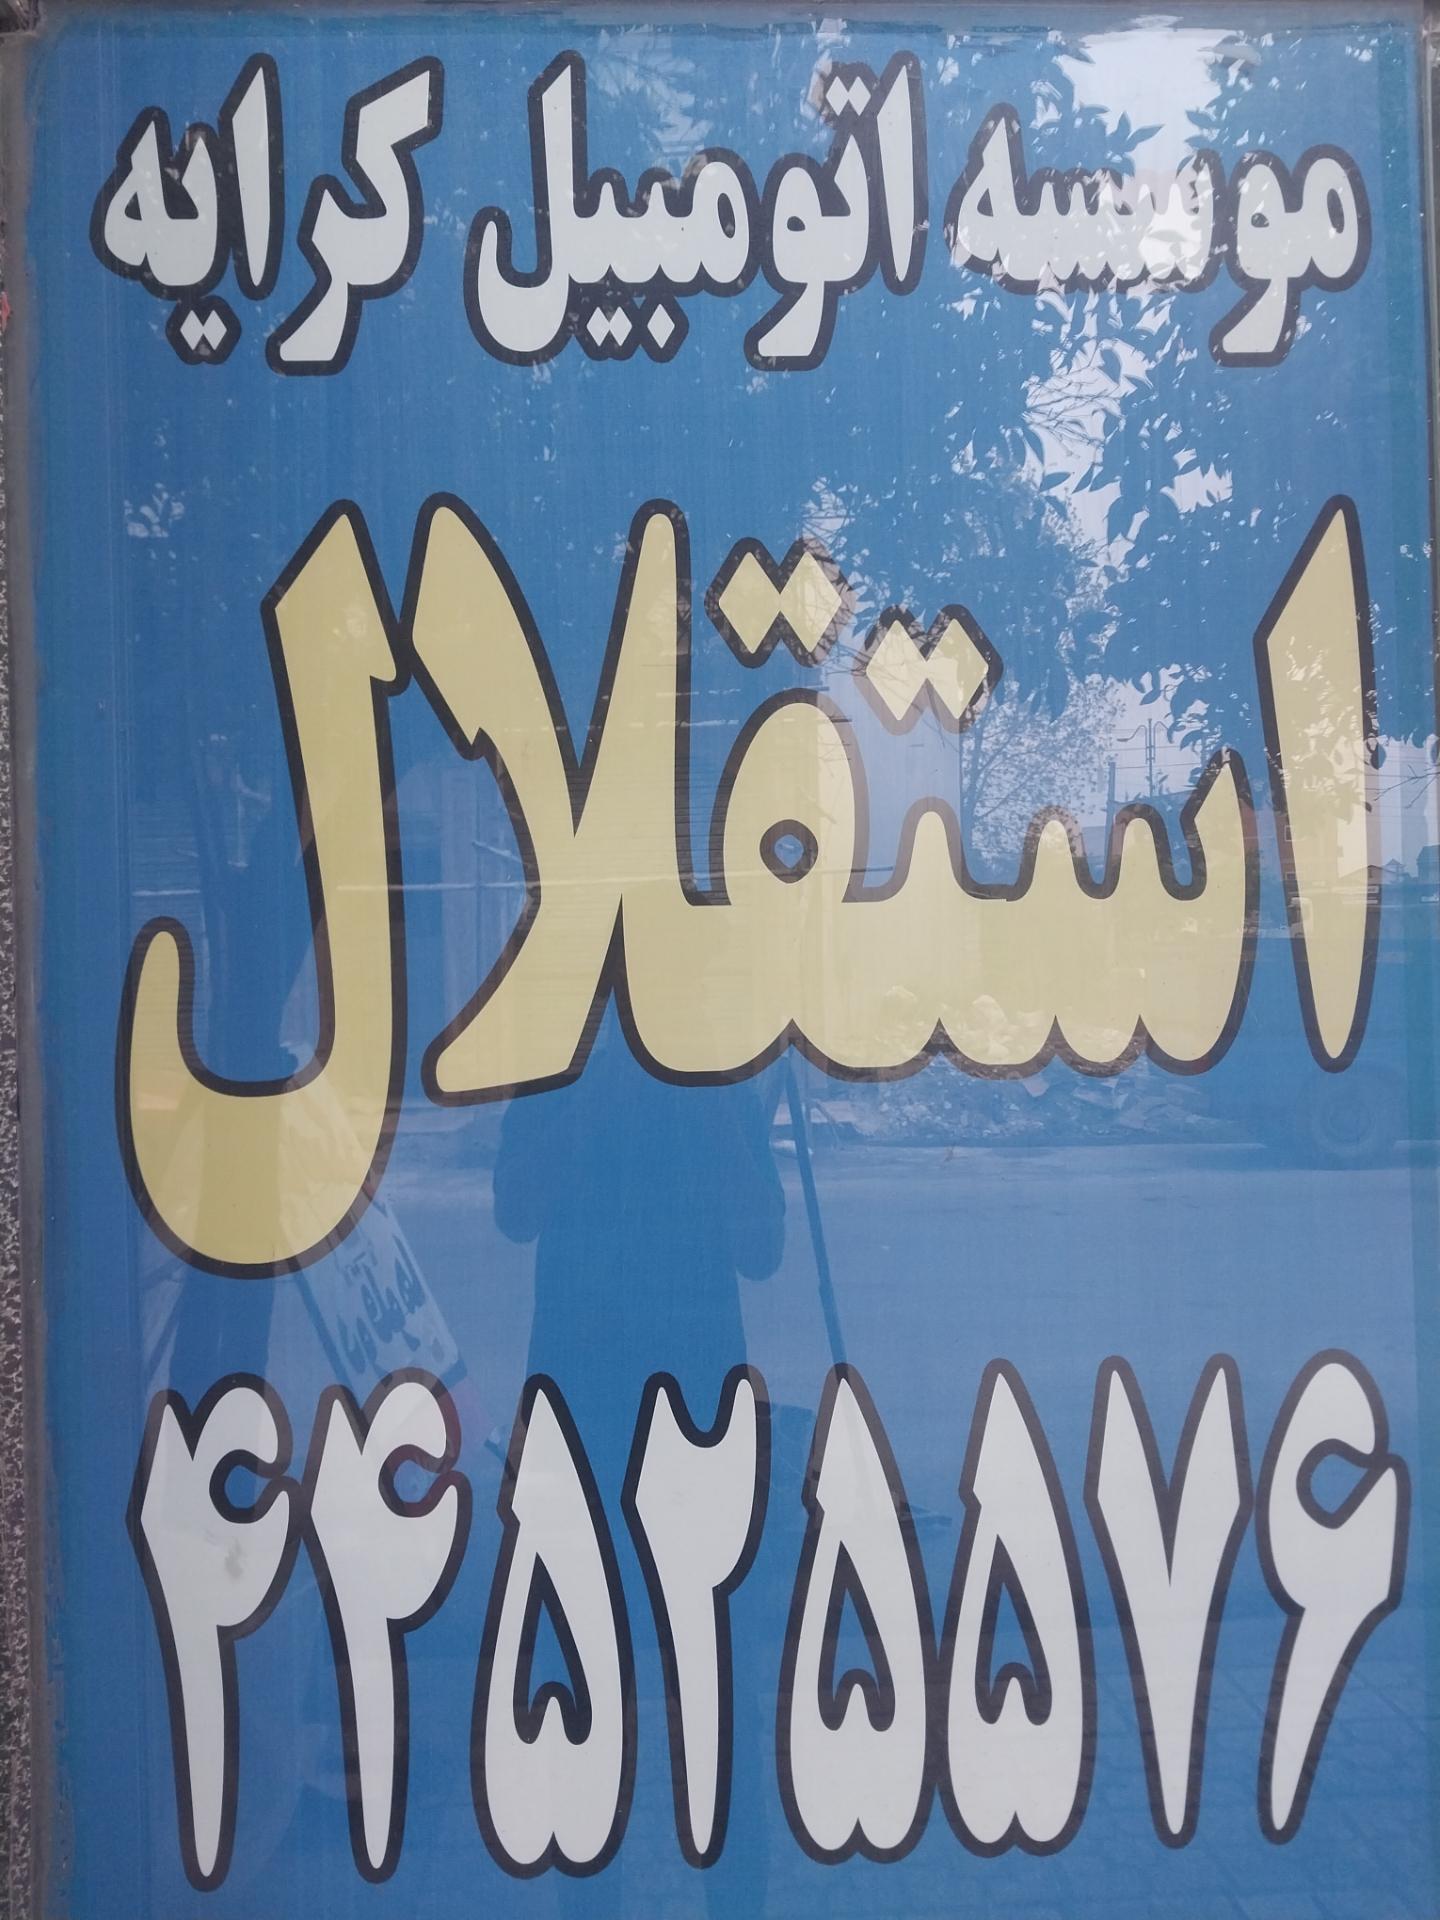 موسسه اتومبیل کرایه
استقلال
۴۴۵۲۵۵۷۶